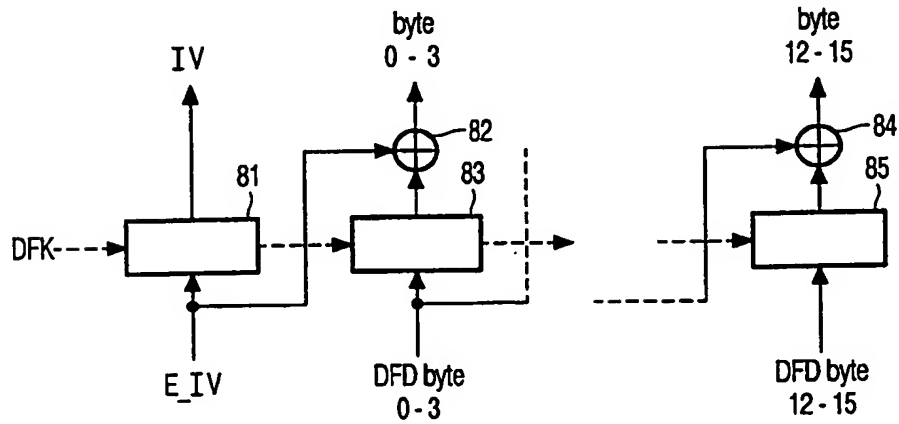 IV
byte
0 - 3
byte
12 - 15
81
82
83
84
85
DFK
E_IV
DFD byte
0 - 3
DFD byte
12 - 15